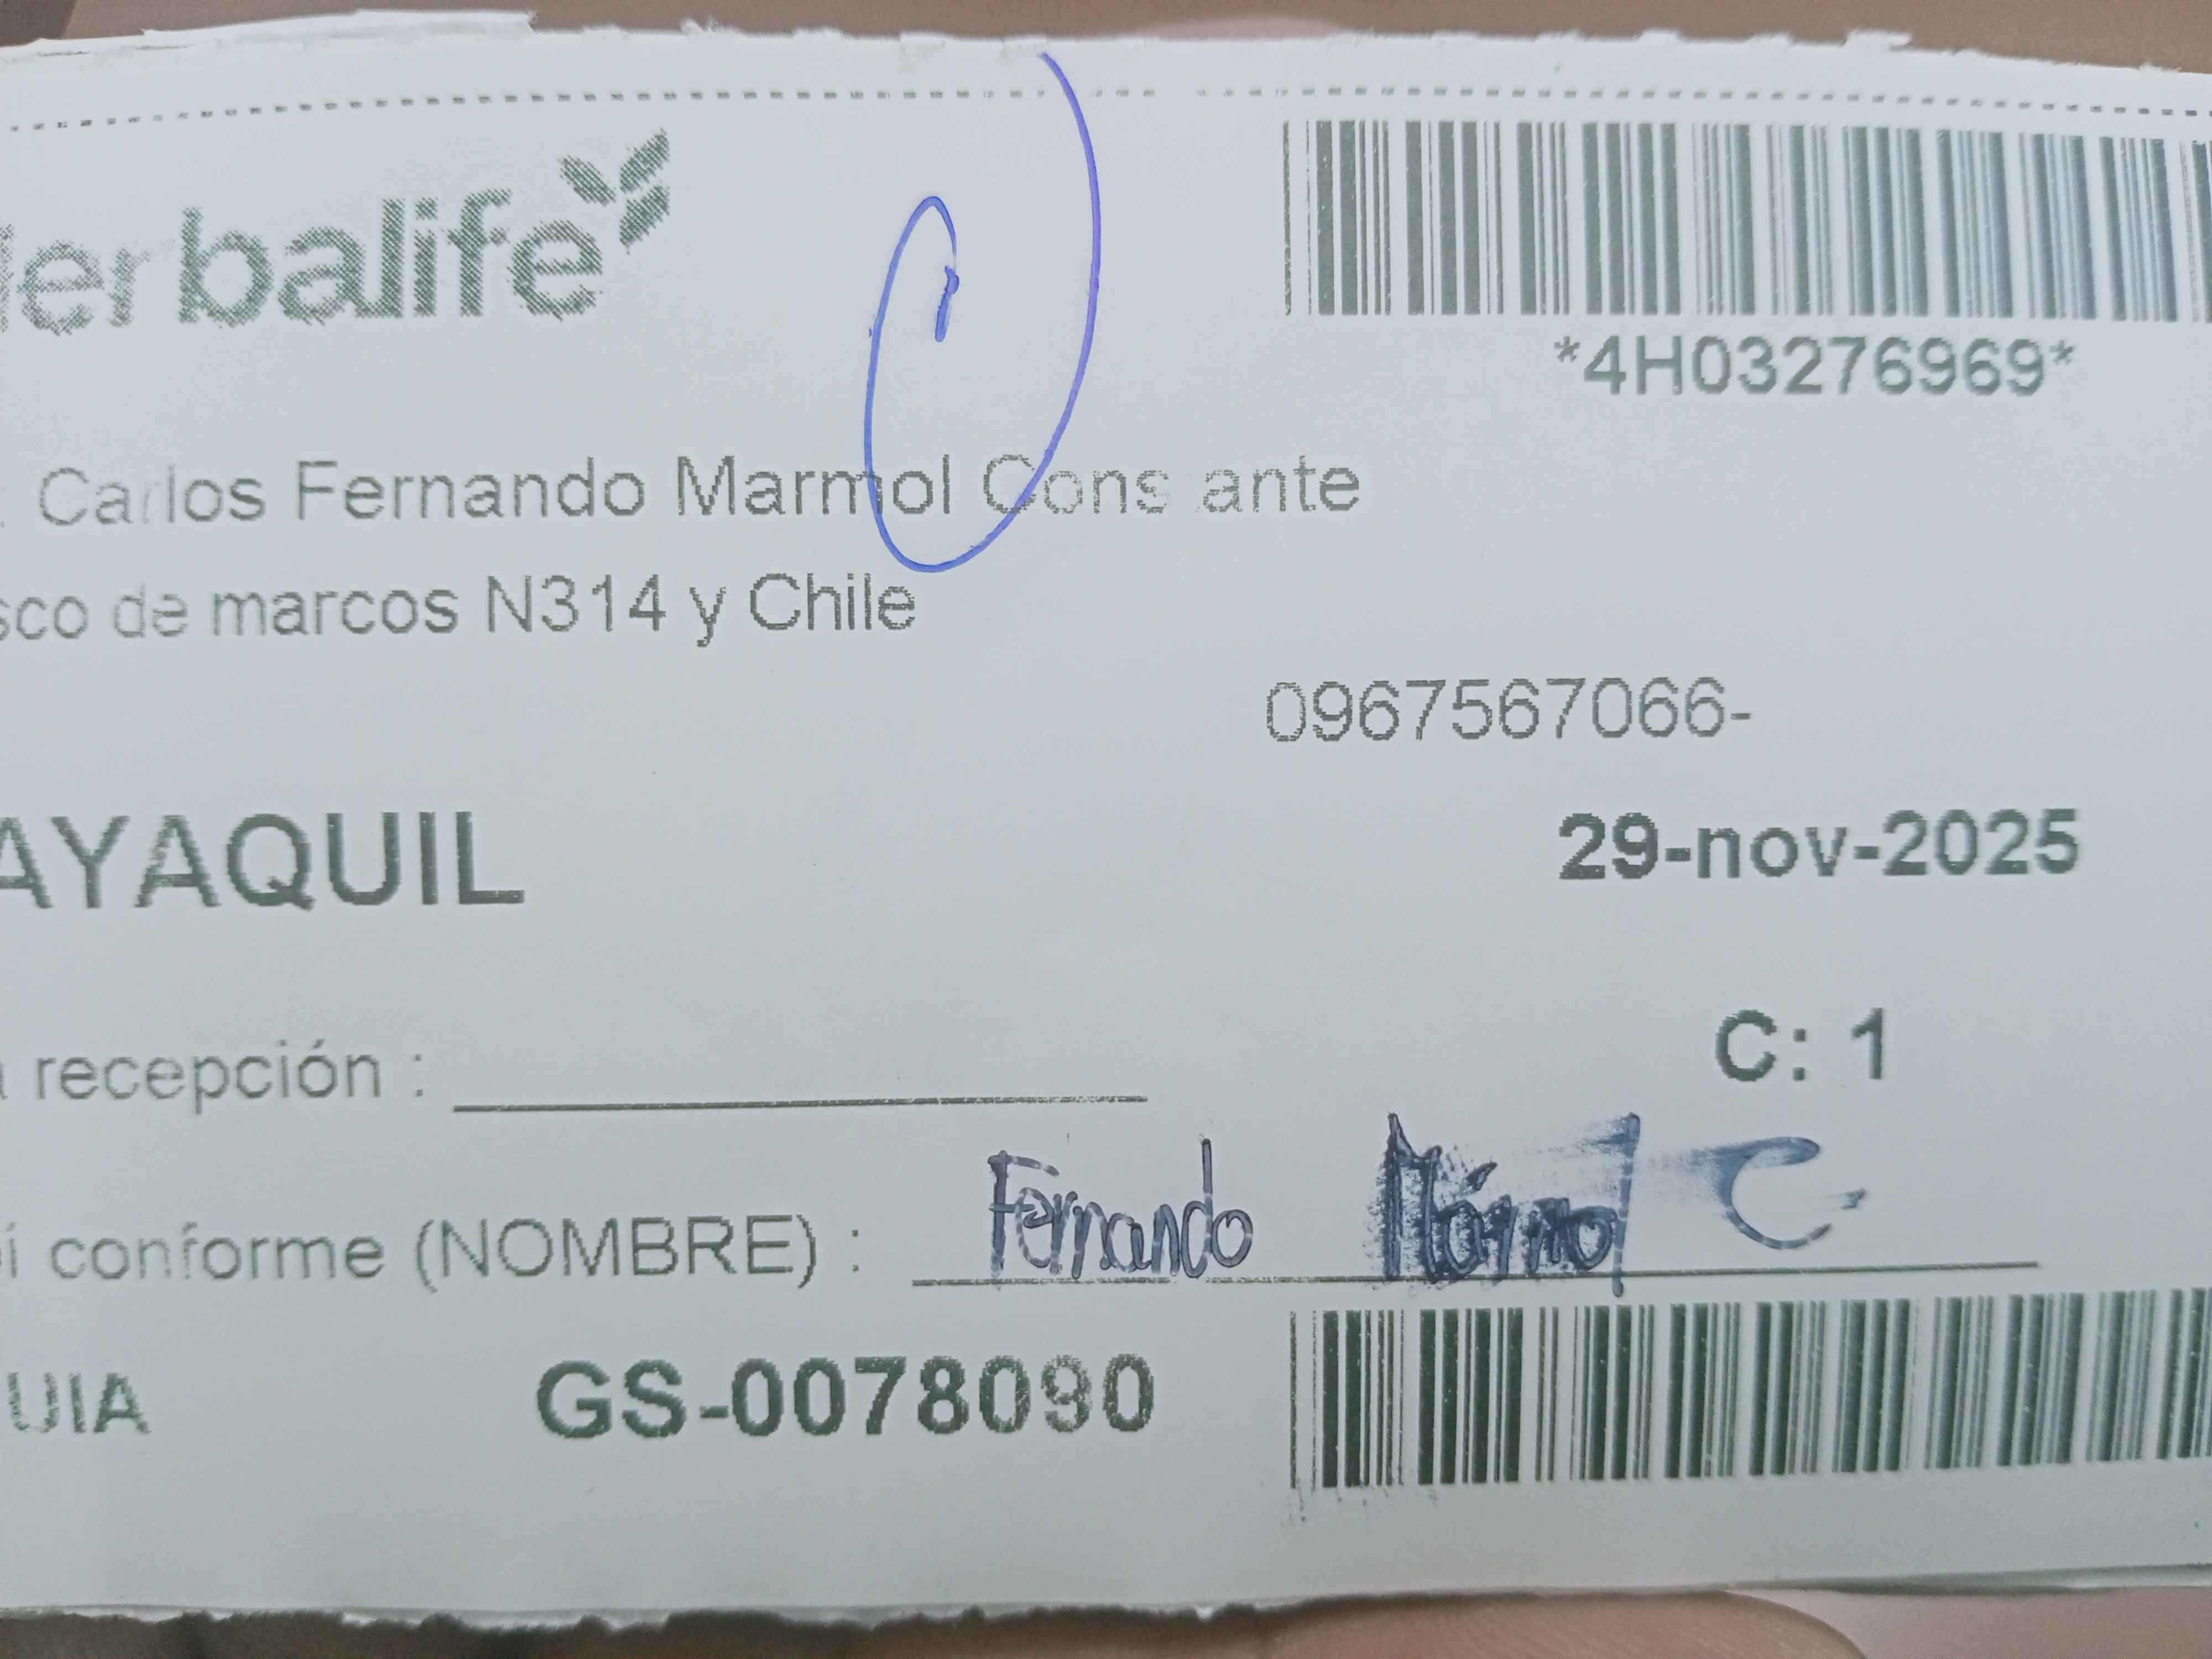 Herbalife
*4H03276969*
: Carlos Fernando Marmol Cons ante
sco de marcos N314 y Chile
0967567066-
AYAQUIL
29-nov-2025
a recepción :
C: 1
í conforme (NOMBRE) : Fernando Mármol C
UIA GS-0078090